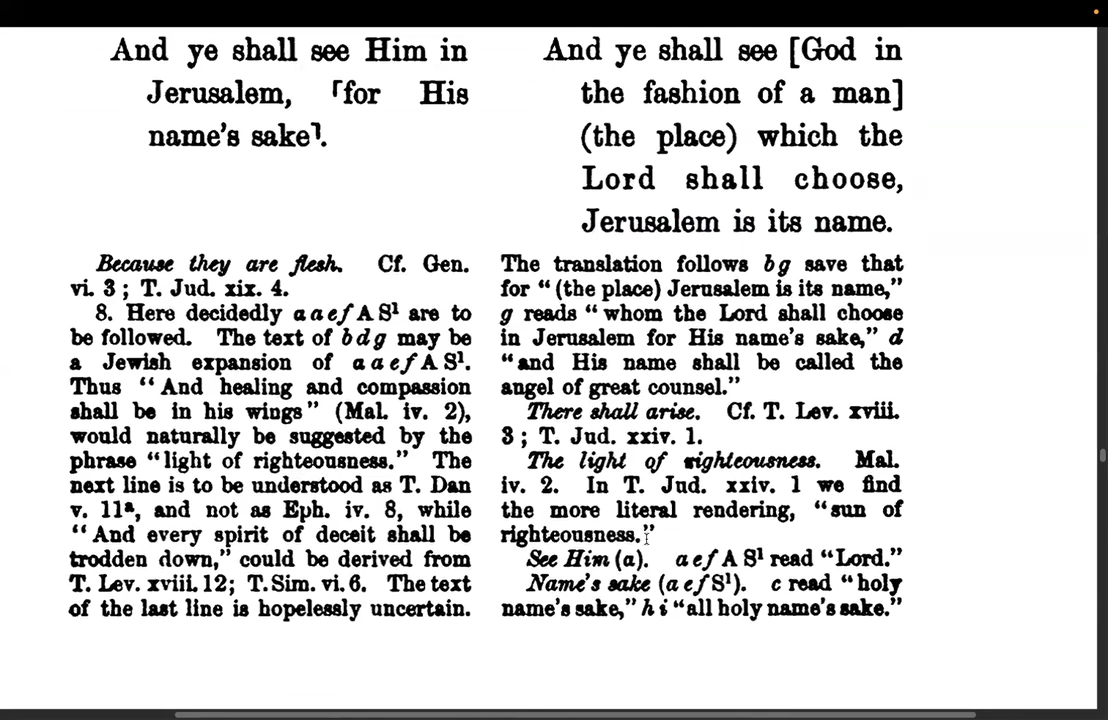 And ye shall see Him in
Jerusalem, ⸢for His
name's sake⸣.
And ye shall see [God in
the fashion of a man]
(the place) which the
Lord shall choose,
Jerusalem is its name.
Because they are flesh. Cf. Gen.
vi. 3 ; T. Jud. xix. 4.
8. Here decidedly α a e f A S¹ are to
be followed. The text of b d g may be
a Jewish expansion of α a e f A S¹.
Thus “And healing and compassion
shall be in his wings” (Mal. iv. 2),
would naturally be suggested by the
phrase “light of righteousness.” The
next line is to be understood as T. Dan
v. 11ᵃ, and not as Eph. iv. 8, while
“And every spirit of deceit shall be
trodden down,” could be derived from
T. Lev. xviii. 12; T. Sim. vi. 6. The text
of the last line is hopelessly uncertain.
The translation follows b g save that
for “(the place) Jerusalem is its name,”
g reads “whom the Lord shall choose
in Jerusalem for His name's sake,” d
“and His name shall be called the
angel of great counsel.”
There shall arise. Cf. T. Lev. xviii.
3 ; T. Jud. xxiv. 1.
The light of righteousness. Mal.
iv. 2. In T. Jud. xxiv. 1 we find
the more literal rendering, “sun of
righteousness.”
See Him (α). a e f A S¹ read “Lord.”
Name's sake (a e f S¹). c read “holy
name's sake,” h i “all holy name's sake.”